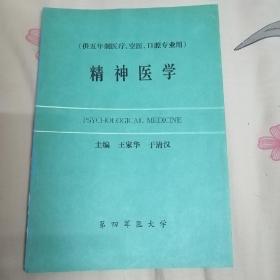 (供五年制医疗、空医、口腔专业用)
精神医学
PSYCHOLOGICAL MEDICINE
主编 王家华 于清汉
第四军医大学